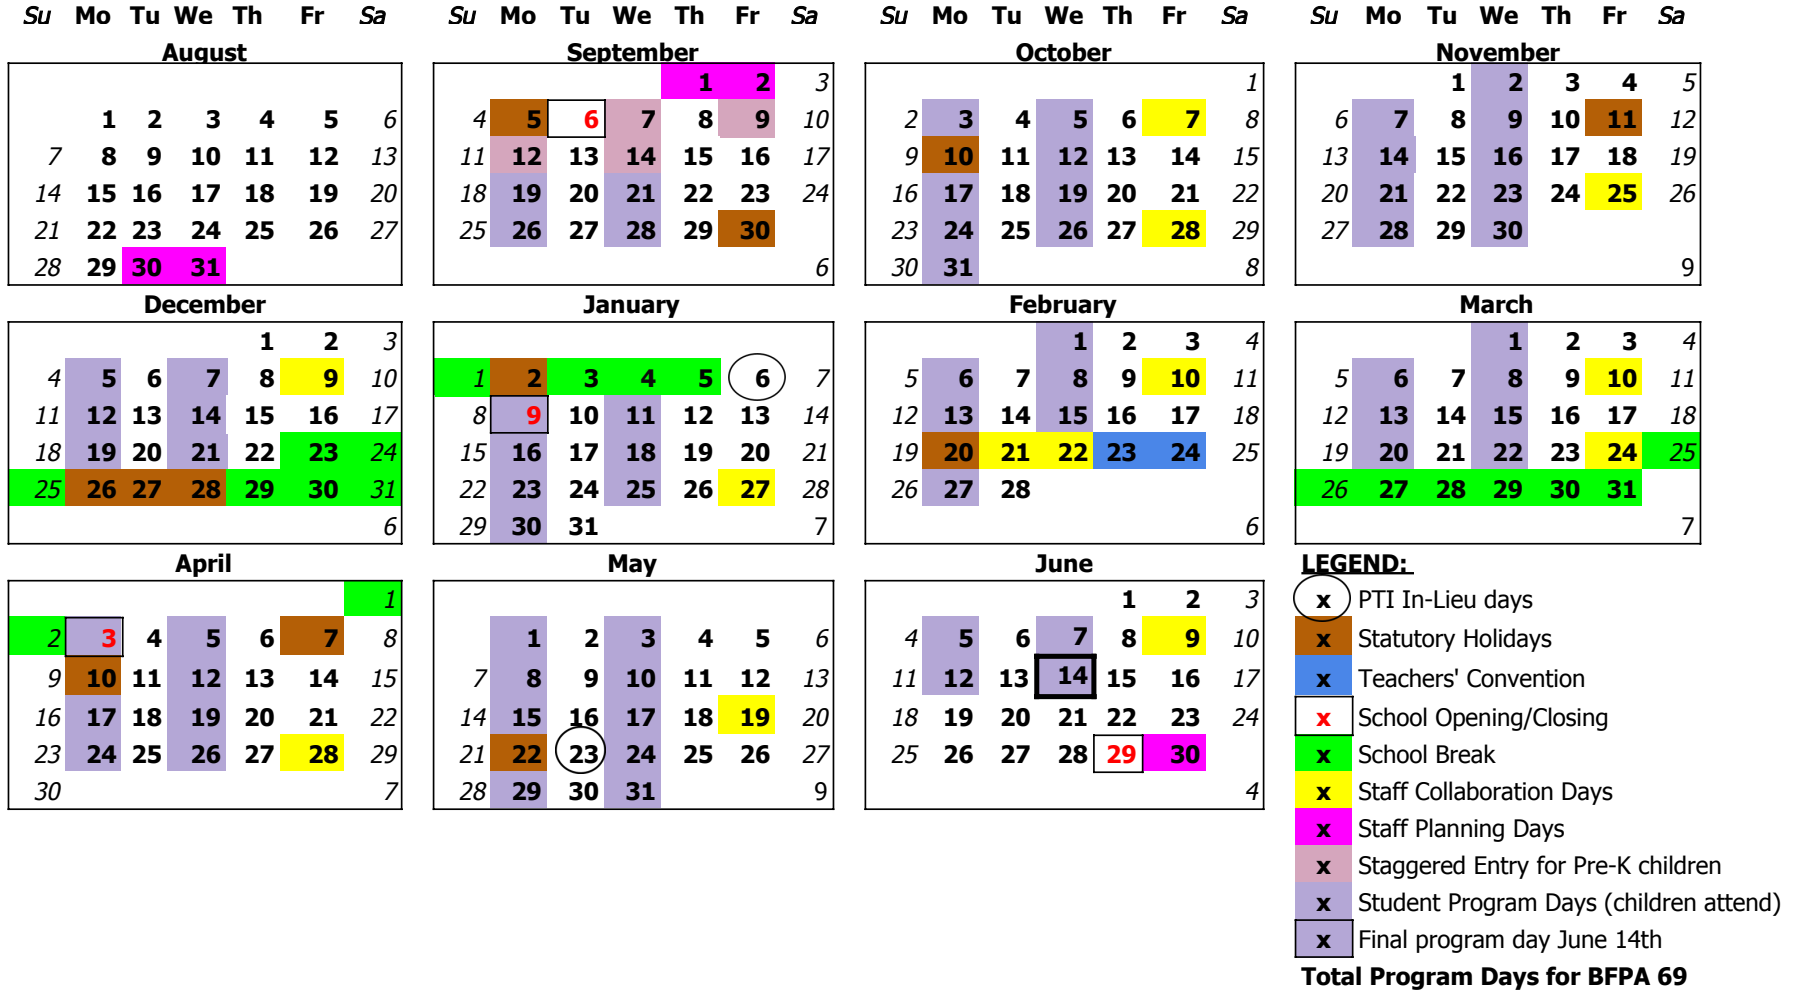 Su Mo Tu We Th Fr Sa Su Mo Tu We Th Fr Sa Su Mo Tu We Th Fr Sa Su Mo Tu We Th Fr Sa
August September October November
1 2 3 1 1 2 3 4 5
1 2 3 4 5 6 4 5 6 7 8 9 10 2 3 4 5 6 7 8 6 7 8 9 10 11 12
7 8 9 10 11 12 13 11 12 13 14 15 16 17 9 10 11 12 13 14 15 13 14 15 16 17 18 19
14 15 16 17 18 19 20 18 19 20 21 22 23 24 16 17 18 19 20 21 22 20 21 22 23 24 25 26
21 22 23 24 25 26 27 25 26 27 28 29 30 23 24 25 26 27 28 29 27 28 29 30
28 29 30 31 6 30 31 8 9
December January February March
1 2 3 1 2 3 4 1 2 3 4
4 5 6 7 8 9 10 1 2 3 4 5 6 7 5 6 7 8 9 10 11 5 6 7 8 9 10 11
11 12 13 14 15 16 17 8 9 10 11 12 13 14 12 13 14 15 16 17 18 12 13 14 15 16 17 18
18 19 20 21 22 23 24 15 16 17 18 19 20 21 19 20 21 22 23 24 25 19 20 21 22 23 24 25
25 26 27 28 29 30 31 22 23 24 25 26 27 28 26 27 28 26 27 28 29 30 31
6 29 30 31 7 6 7
April May June LEGEND:
1 1 2 3 x PTI In-Lieu days
2 3 4 5 6 7 8 1 2 3 4 5 6 4 5 6 7 8 9 10 x Statutory Holidays
9 10 11 12 13 14 15 7 8 9 10 11 12 13 11 12 13 14 15 16 17 x Teachers' Convention
16 17 18 19 20 21 22 14 15 16 17 18 19 20 18 19 20 21 22 23 24 x School Opening/Closing
23 24 25 26 27 28 29 21 22 23 24 25 26 27 25 26 27 28 29 30 x School Break
30 7 28 29 30 31 9 4 x Staff Collaboration Days
x Staff Planning Days
x Staggered Entry for Pre-K children
x Student Program Days (children attend)
x Final program day June 14th
Total Program Days for BFPA 69